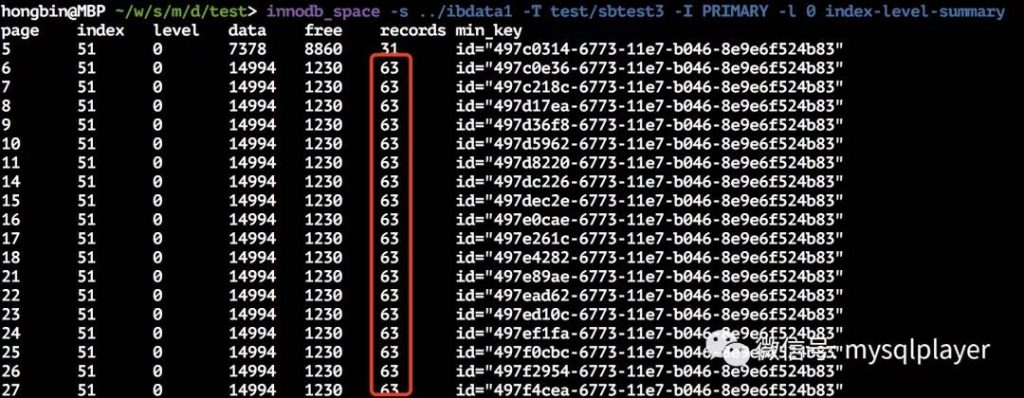 hongbin@MBP ~/w/s/m/d/test> innodb_space -s ../ibdata1 -T test/sbtest3 -I PRIMARY -l 0 index-level-summary
page index level data free records min_key
5 51 0 7378 8860 31 id="497c0314-6773-11e7-b046-8e9e6f524b83"
6 51 0 14994 1230 63 id="497c0e36-6773-11e7-b046-8e9e6f524b83"
7 51 0 14994 1230 63 id="497c218c-6773-11e7-b046-8e9e6f524b83"
8 51 0 14994 1230 63 id="497d17ea-6773-11e7-b046-8e9e6f524b83"
9 51 0 14994 1230 63 id="497d36f8-6773-11e7-b046-8e9e6f524b83"
10 51 0 14994 1230 63 id="497d5962-6773-11e7-b046-8e9e6f524b83"
11 51 0 14994 1230 63 id="497d8220-6773-11e7-b046-8e9e6f524b83"
14 51 0 14994 1230 63 id="497dc226-6773-11e7-b046-8e9e6f524b83"
15 51 0 14994 1230 63 id="497dec2e-6773-11e7-b046-8e9e6f524b83"
16 51 0 14994 1230 63 id="497e0cae-6773-11e7-b046-8e9e6f524b83"
17 51 0 14994 1230 63 id="497e261c-6773-11e7-b046-8e9e6f524b83"
18 51 0 14994 1230 63 id="497e4282-6773-11e7-b046-8e9e6f524b83"
21 51 0 14994 1230 63 id="497e89ae-6773-11e7-b046-8e9e6f524b83"
22 51 0 14994 1230 63 id="497ead62-6773-11e7-b046-8e9e6f524b83"
23 51 0 14994 1230 63 id="497ed10c-6773-11e7-b046-8e9e6f524b83"
24 51 0 14994 1230 63 id="497ef1fa-6773-11e7-b046-8e9e6f524b83"
25 51 0 14994 1230 63 id="497f0cbc-6773-11e7-b046-8e9e6f524b83"
26 51 0 14994 1230 63 id="497f2954-6773-11e7-b046-8e9e6f524b83"
27 51 0 14994 1230 63 id="497f4cea-6773-11e7-b046-8e9e6f524b83"
微信号: mysqlplayer